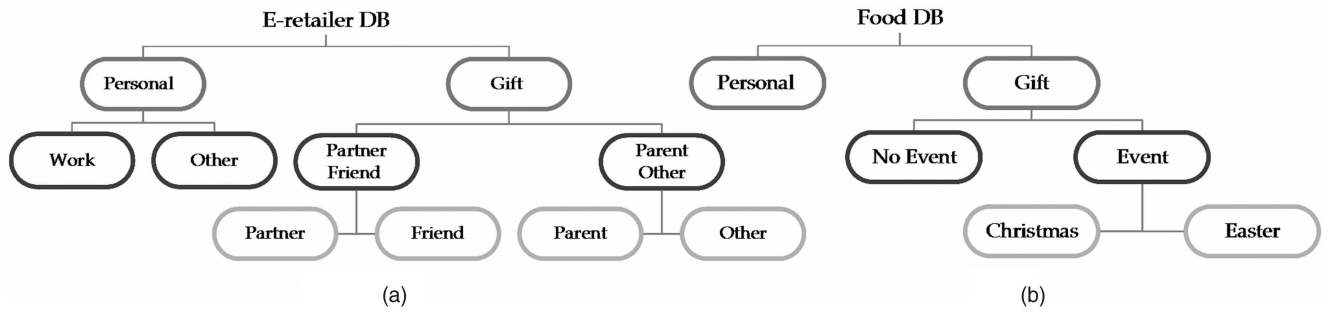 E-retailer DB
Personal
Gift
Work
Other
Partner
Friend
Parent
Other
Partner
Friend
Parent
Other
(a)
Food DB
Personal
Gift
No Event
Event
Christmas
Easter
(b)